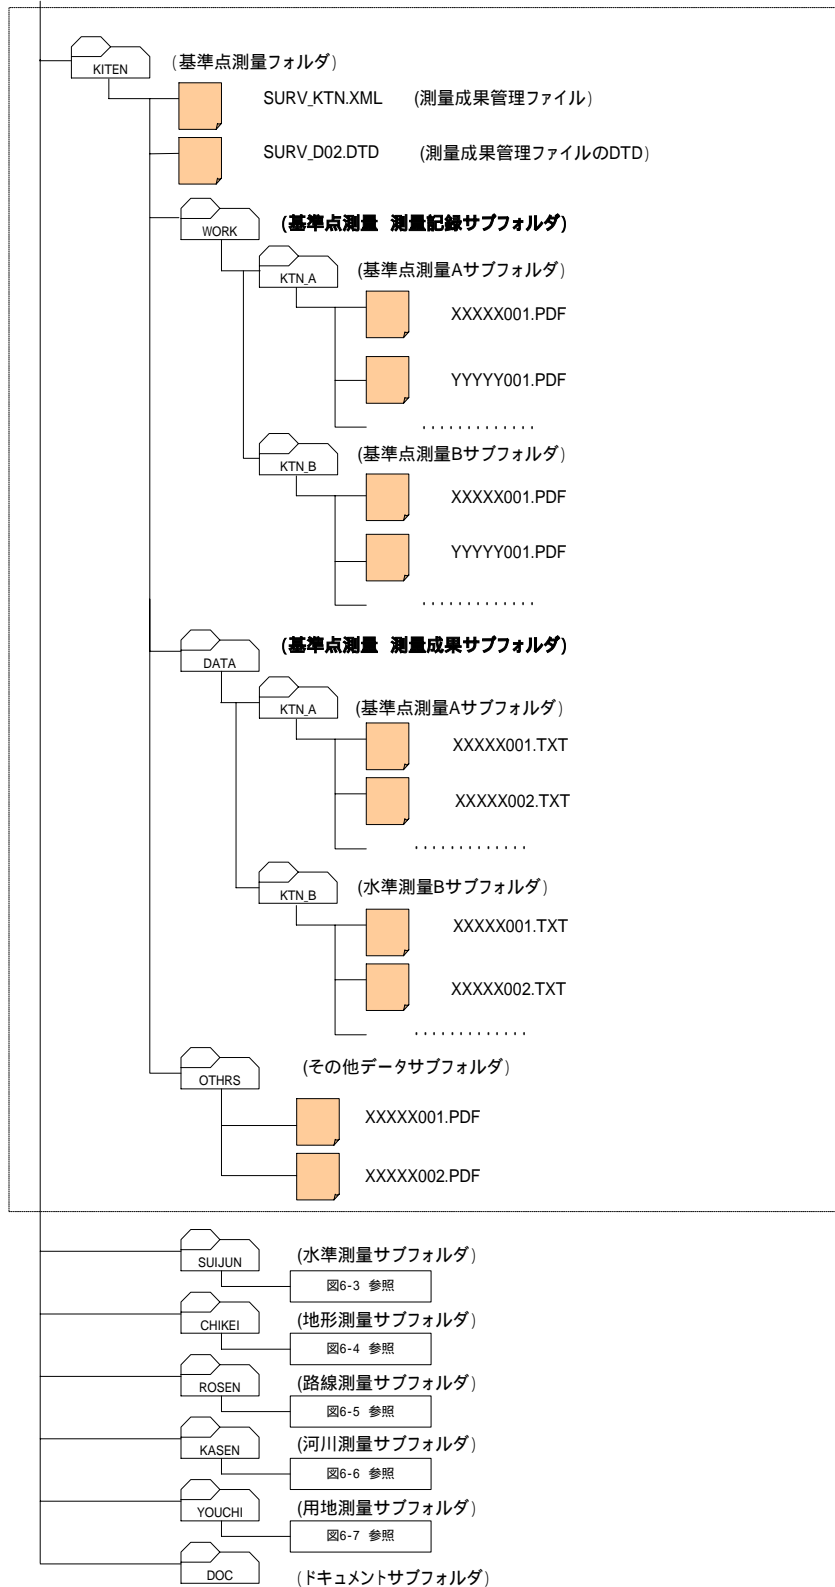 KITEN (基準点測量フォルダ)
SURV_KTN.XML (測量成果管理ファイル)
SURV_D02.DTD (測量成果管理ファイルのDTD)
WORK (基準点測量 測量記録サブフォルダ)
KTN_A (基準点測量Aサブフォルダ)
XXXXX001.PDF
YYYYY001.PDF
.............
KTN_B (基準点測量Bサブフォルダ)
XXXXX001.PDF
YYYYY001.PDF
.............
DATA (基準点測量 測量成果サブフォルダ)
KTN_A (基準点測量Aサブフォルダ)
XXXXX001.TXT
XXXXX002.TXT
.............
KTN_B (水準測量Bサブフォルダ)
XXXXX001.TXT
XXXXX002.TXT
.............
OTHRS (その他データサブフォルダ)
XXXXX001.PDF
XXXXX002.PDF
SUIJUN (水準測量サブフォルダ)
図6-3 参照
CHIKEI (地形測量サブフォルダ)
図6-4 参照
ROSEN (路線測量サブフォルダ)
図6-5 参照
KASEN (河川測量サブフォルダ)
図6-6 参照
YOUCHI (用地測量サブフォルダ)
図6-7 参照
DOC (ドキュメントサブフォルダ)